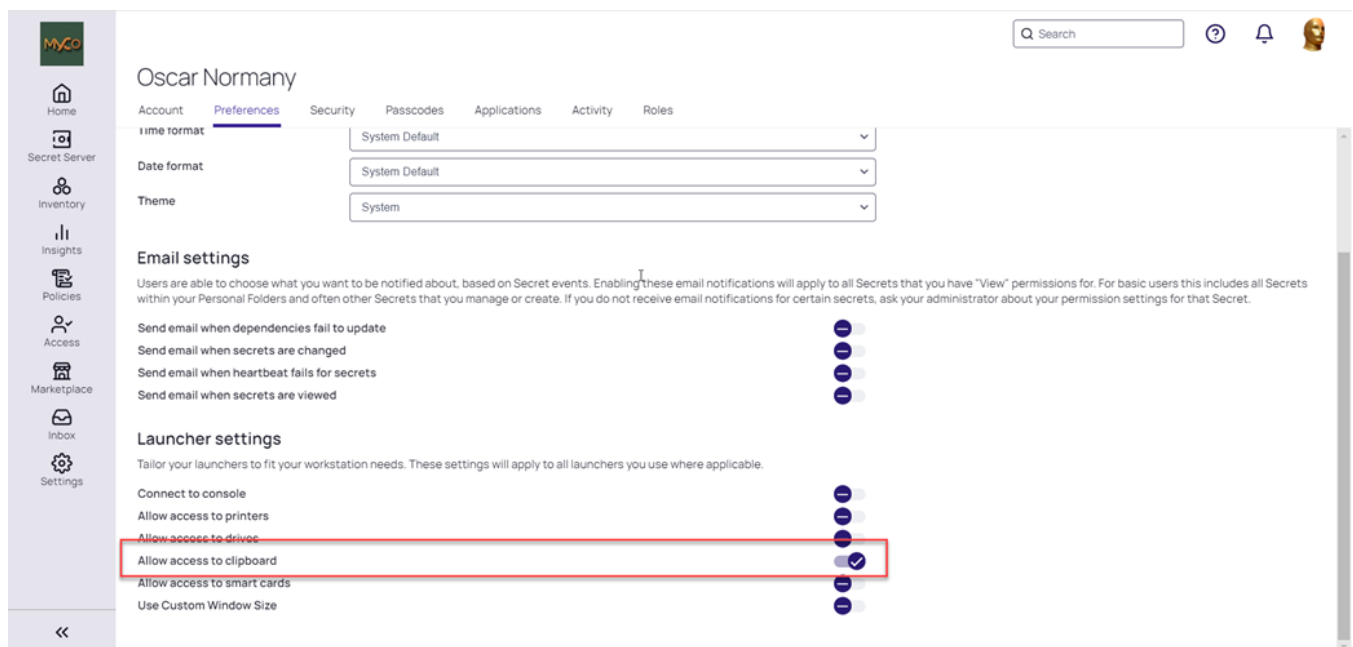 MYCO
Search
Oscar Normany
Home
Account Preferences Security Passcodes Applications Activity Roles
Time format System Default
Secret Server
Date format System Default
Inventory
Theme System
Insights
Email settings
Users are able to choose what you want to be notified about, based on Secret events. Enabling these email notifications will apply to all Secrets that you have "View" permissions for. For basic users this includes all Secrets
within your Personal Folders and often other Secrets that you manage or create. If you do not receive email notifications for certain secrets, ask your administrator about your permission settings for that Secret.
Policies
Send email when dependencies fail to update
Access
Send email when secrets are changed
Send email when heartbeat fails for secrets
Marketplace
Send email when secrets are viewed
Inbox
Launcher settings
Tailor your launchers to fit your workstation needs. These settings will apply to all launchers you use where applicable.
Settings
Connect to console
Allow access to printers
Allow access to drives
Allow access to clipboard
Allow access to smart cards
Use Custom Window Size